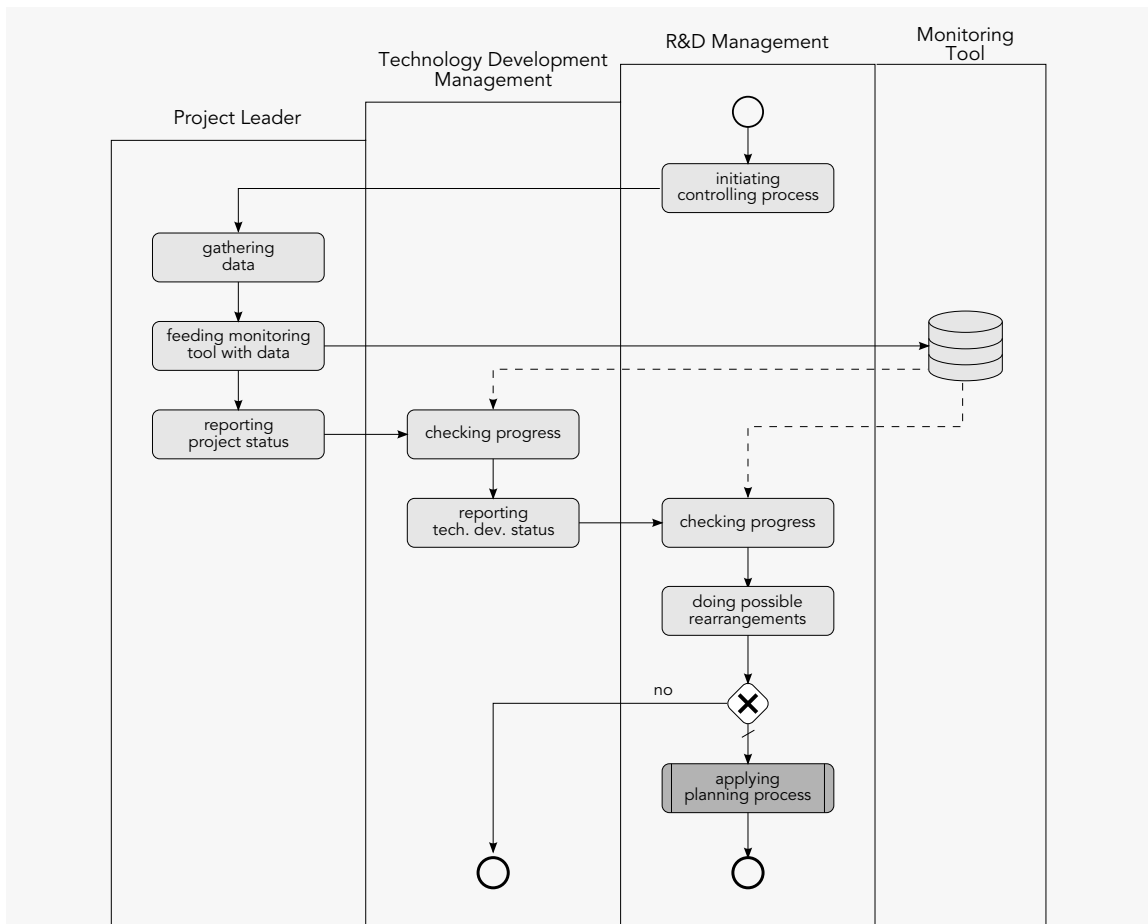 Monitoring
Tool
R&D Management
Technology Development
Management
Project Leader
initiating
controlling process
gathering
data
feeding monitoring
tool with data
reporting
project status
checking progress
reporting
tech. dev. status
checking progress
doing possible
rearrangements
no
applying
planning process